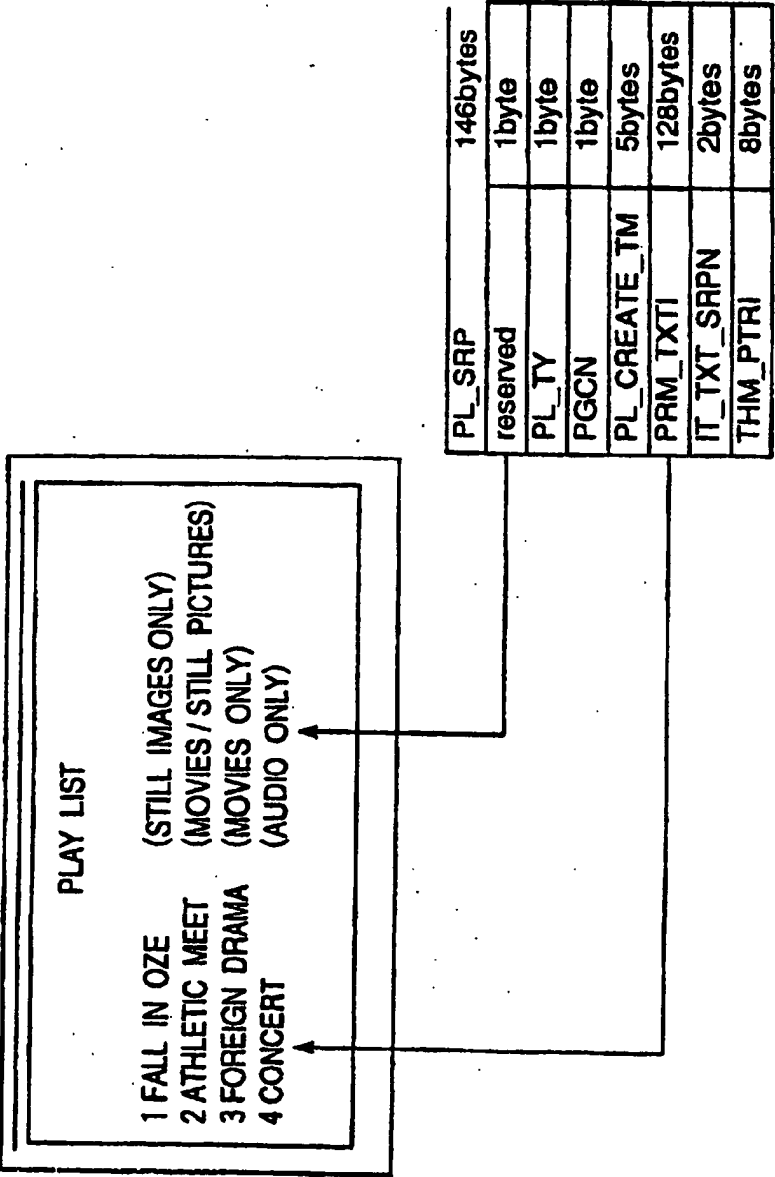 PLAY LIST
1 FALL IN OZE (STILL IMAGES ONLY)
2 ATHLETIC MEET (MOVIES / STILL PICTURES)
3 FOREIGN DRAMA (MOVIES ONLY)
4 CONCERT (AUDIO ONLY)
PL_SRP 146bytes
reserved 1byte
PL_TY 1byte
PGCN 1byte
PL_CREATE_TM 5bytes
PRM_TXTI 128bytes
IT_TXT_SRPN 2bytes
THM_PTRI 8bytes